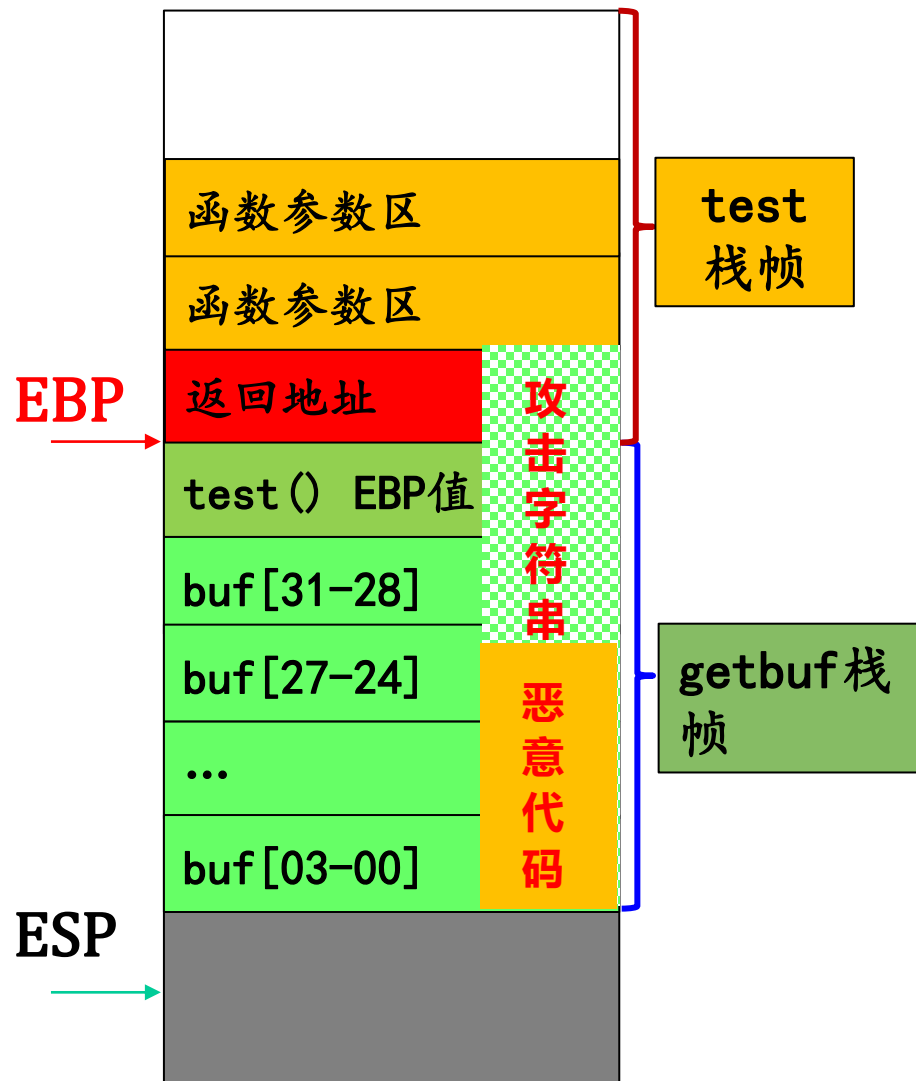 函数参数区
test
栈帧
函数参数区
EBP
返回地址
攻击字符串
test() EBP值
buf[31-28]
buf[27-24]
getbuf栈
帧
恶意代码
…
buf[03-00]
ESP